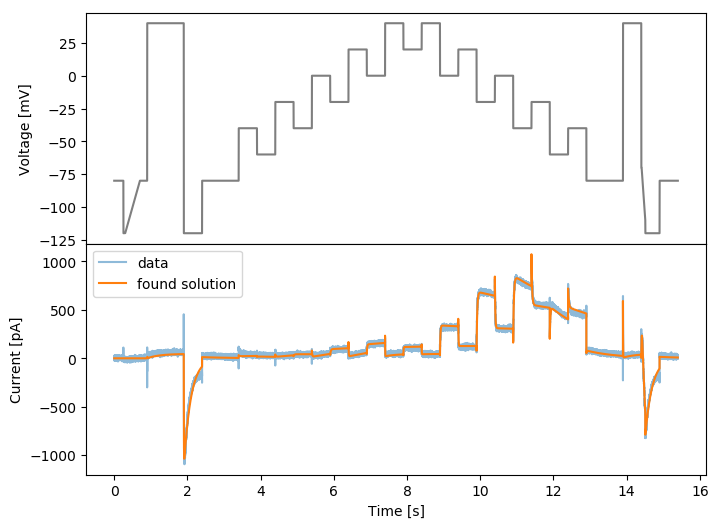 25
0
−25
−50
−75
−100
−125
Voltage [mV]
data
found solution
1000
500
0
−500
−1000
Current [pA]
0 2 4 6 8 10 12 14 16
Time [s]